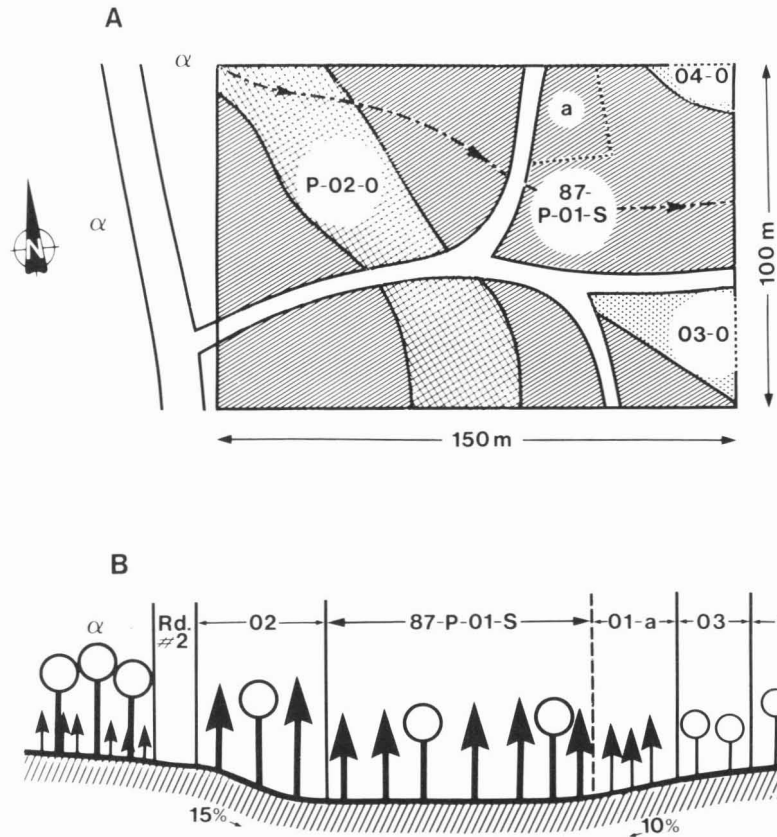 A
α
04-0
a
P-02-0
87-
P-01-S
α
N
100 m
03-0
150 m
B
α
Rd.
#2
02
87-P-01-S
01-a
03
15%
10%